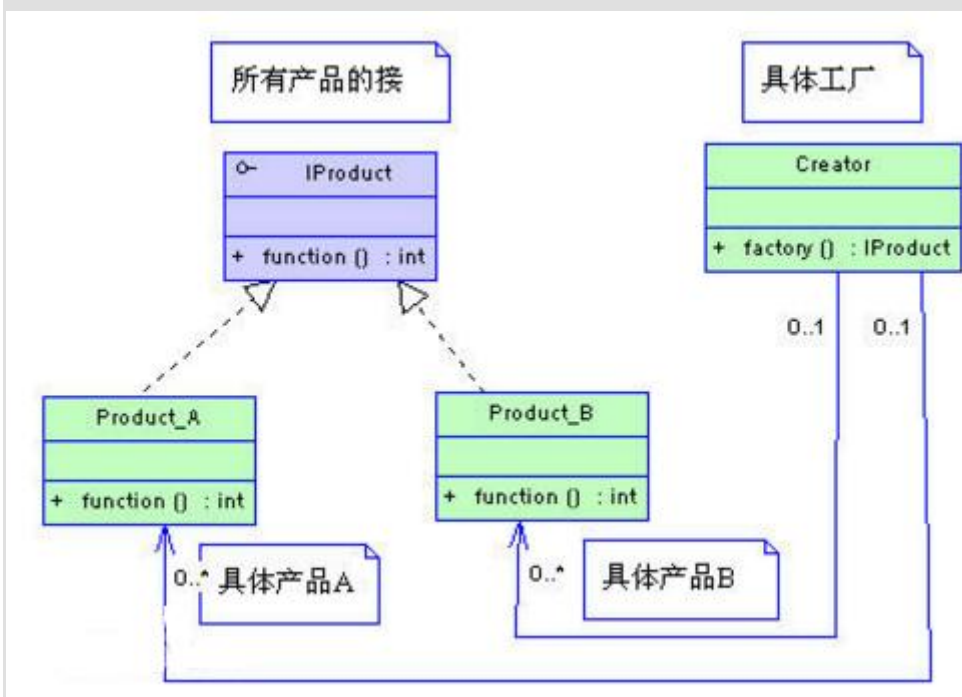 所有产品的接
具体工厂
IProduct
+ function () : int
Creator
+ factory () : IProduct
0..1
0..1
Product_A
+ function () : int
Product_B
+ function () : int
0..*
具体产品A
0..*
具体产品B